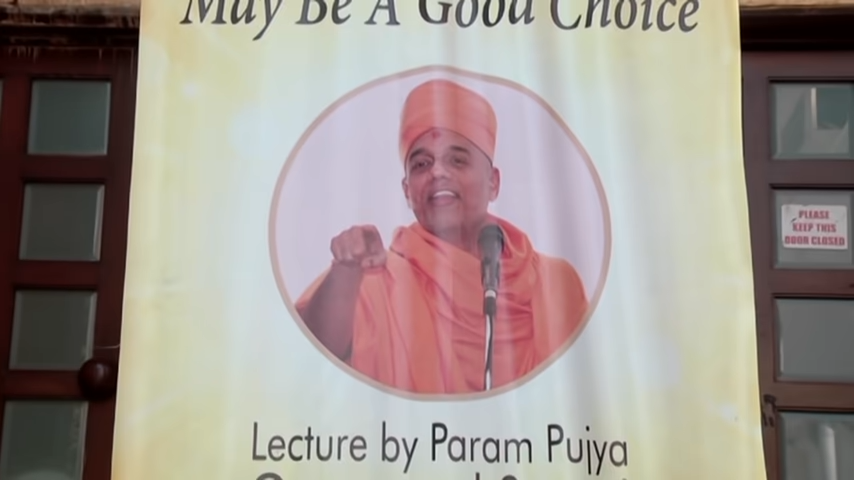 May Be A Good Choice
PLEASE
KEEP THIS
DOOR CLOSED
Lecture by Param Pujya